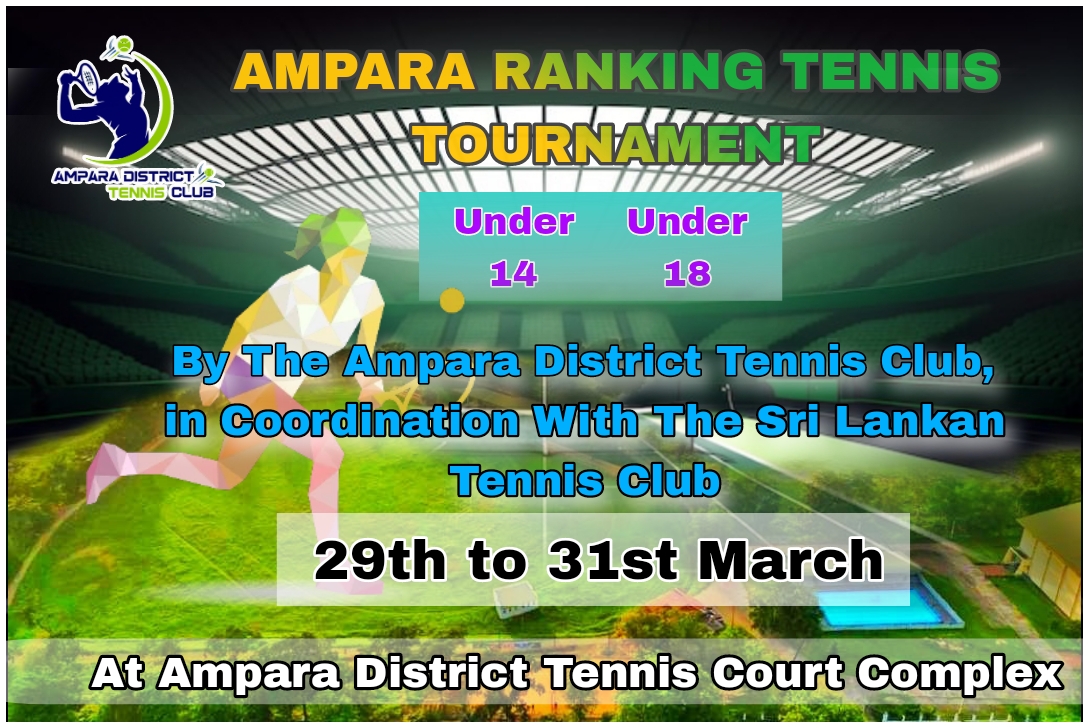 AMPARA RANKING TENNIS
TOURNAMENT
AMPARA DISTRICT
TENNIS CLUB
Under Under
14 18
By The Ampara District Tennis Club,
in Coordination With The Sri Lankan
Tennis Club
29th to 31st March
At Ampara District Tennis Court Complex